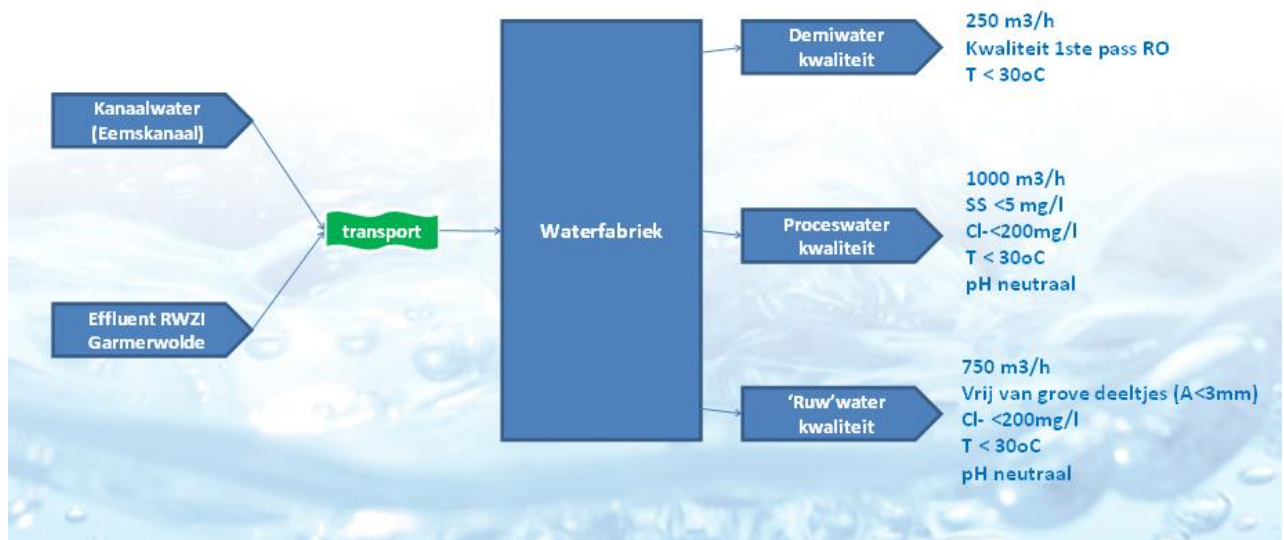 Kanaalwater
(Eemskanaal)
Effluent RWZI
Garmerwolde
transport
Waterfabriek
Demiwater
kwaliteit
250 m3/h
Kwaliteit 1ste pass RO
T < 30oC
Proceswater
kwaliteit
1000 m3/h
SS <5 mg/l
Cl-<200mg/l
T < 30oC
pH neutraal
‘Ruw’water
kwaliteit
750 m3/h
Vrij van grove deeltjes (A<3mm)
Cl- <200mg/l
T < 30oC
pH neutraal